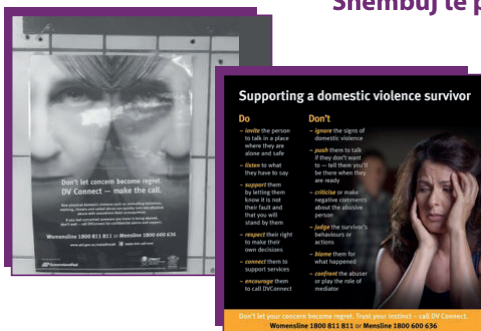 Shembuj të p
Don't let concern become regret.
DV Connect — make the call.
Womensline 1800 811 811 or Mensline 1800 600 636
Supporting a domestic violence survivor
Do
– invite the person
to talk in a place
where they are
alone and safe
– listen to what
they have to say
– support them
by letting them
know it is not
their fault and
that you will
stand by them
– respect their right
to make their
own decisions
– connect them to
support services
– encourage them
to call DVConnect
Don't
– ignore the signs of
domestic violence
– push them to talk
if they don't want
to — tell them you'll
be there when they
are ready
– criticise or make
negative comments
about the abusive
person
– judge the survivor's
behaviours or
actions
– blame them for
what happened
– confront the abuser
or play the role of
mediator
Don't let your concern become regret. Trust your instinct – call DV Connect.
Womensline 1800 811 811 or Mensline 1800 600 636